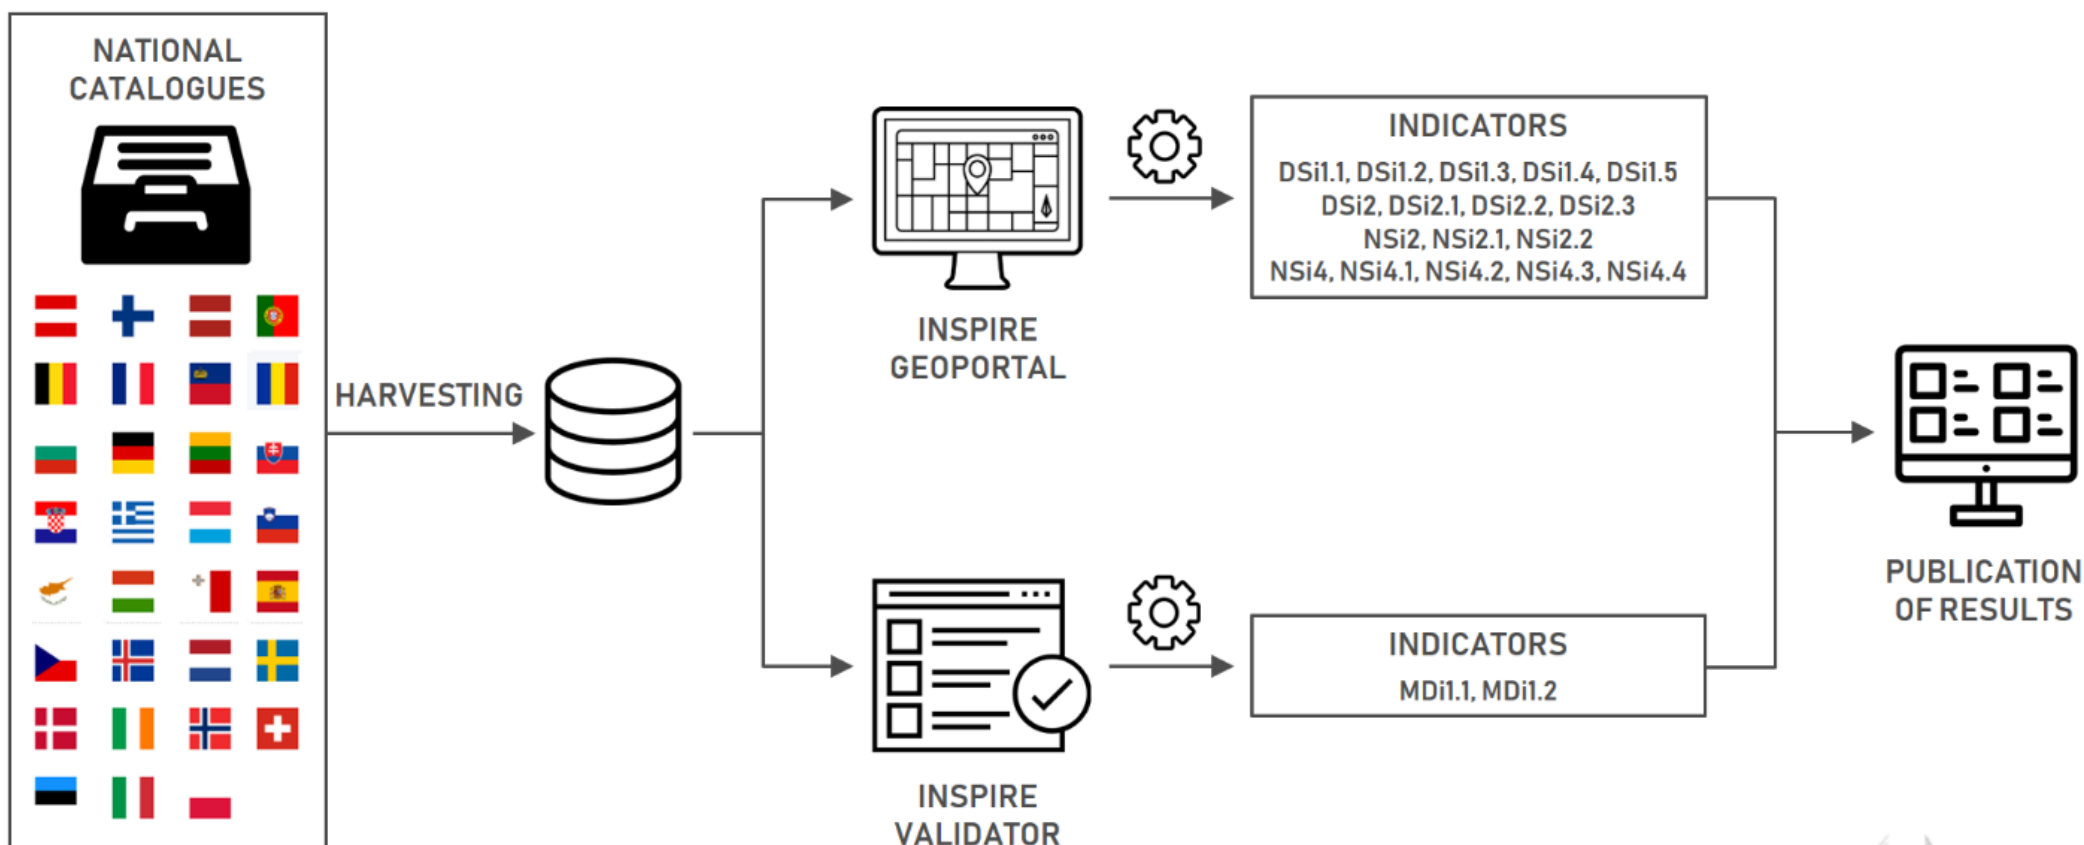 NATIONAL
CATALOGUES
HARVESTING
INSPIRE
GEOPORTAL
INDICATORS
DSi1.1, DSi1.2, DSi1.3, DSi1.4, DSi1.5
DSi2, DSi2.1, DSi2.2, DSi2.3
NSi2, NSi2.1, NSi2.2
NSi4, NSi4.1, NSi4.2, NSi4.3, NSi4.4
INSPIRE
VALIDATOR
INDICATORS
MDi1.1, MDi1.2
PUBLICATION
OF RESULTS